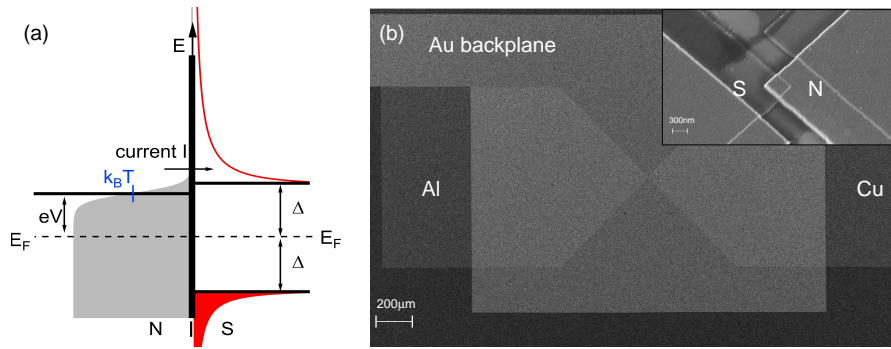 (a)
E
current I
k_BT
eV
Δ
E_F
E_F
Δ
N I S
(b)
Au backplane
S
N
300nm
Al
Cu
200μm